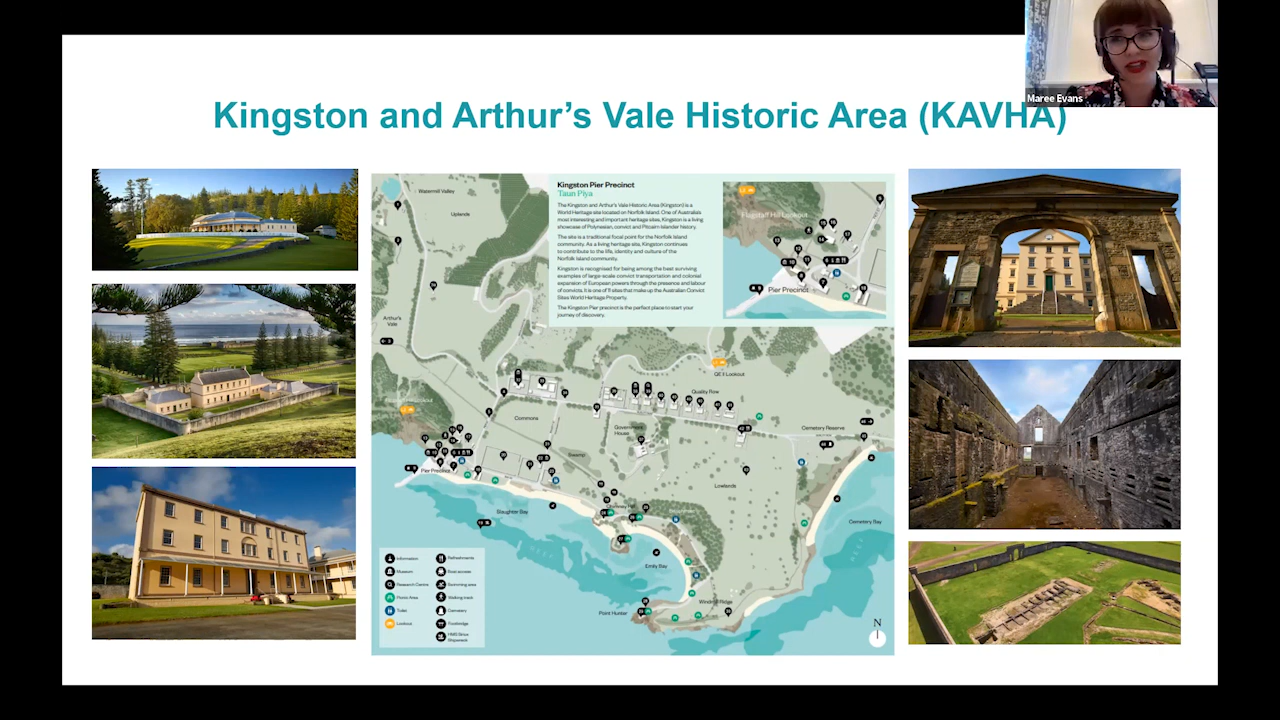 Maree Evans
Kingston and Arthur's Vale Historic Area (KAVHA)
Kingston Pier Precinct
Taun Piya
The Kingston and Arthur's Vale Historic Area (Kingston) is a
World Heritage site located on Norfolk Island. One of Australia's
most interesting and important heritage sites, Kingston is a living
showcase of Polynesian, convict and Pitcairn Islander history.
The site is a traditional focal point for the Norfolk Island
community. As a living heritage site, Kingston continues
to contribute to the life, identity and culture of the
Norfolk Island community.
Kingston is recognised for being among the best surviving
examples of large-scale convict transportation and colonial
expansion of European powers through the presence and labour
of convicts. It is one of 11 sites that make up the Australian Convict
Sites World Heritage Property.
The Kingston Pier precinct is the perfect place to start your
journey of discovery.
Flagstaff Hill Lookout
Pier Precinct
Watermill Valley
Uplands
Arthur's
Vale
QE II Lookout
Quality Row
Commons
Government
House
Cemetery Reserve
Swamp
Pier Precinct
Lowlands
Slaughter Bay
Cemetery Bay
Emily Bay
Windmill Ridge
Point Hunter
Information
Museum
Research Centre
Picnic Area
Toilet
Lookout
Refreshments
Boat access
Swimming area
Walking track
Cemetery
Footbridge
HMS Sirius
Shipwreck
N